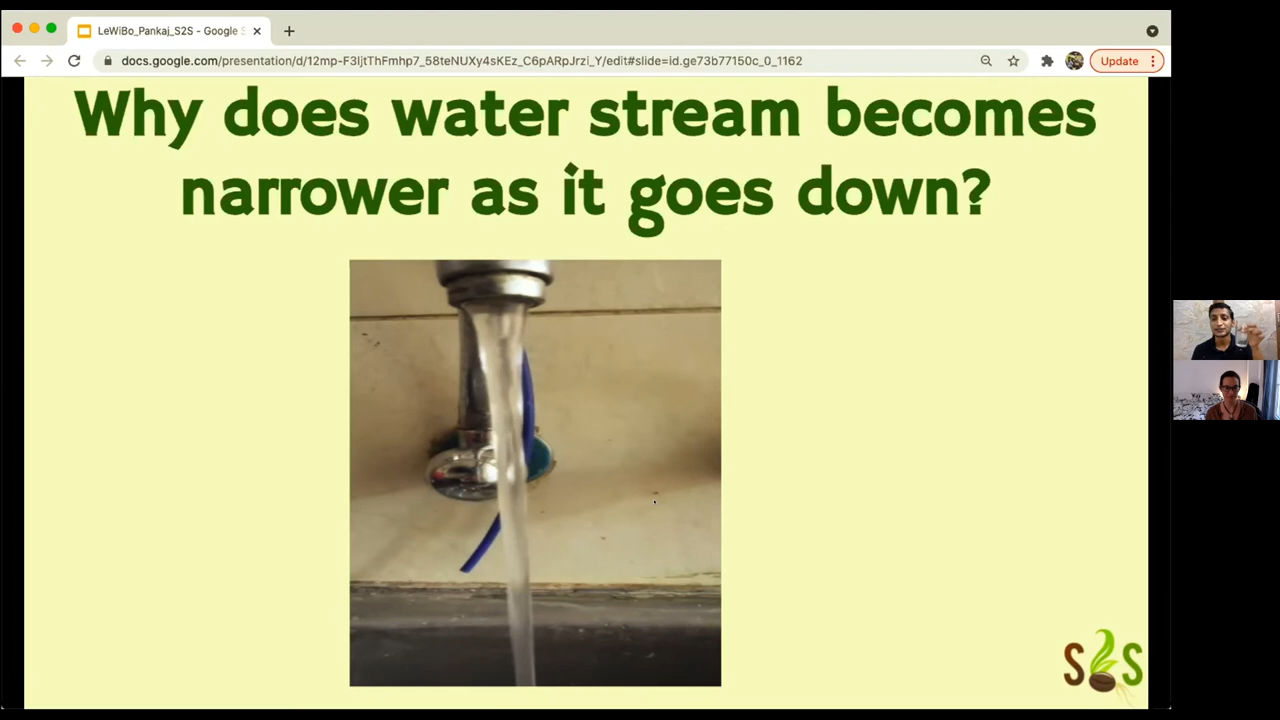 LeWiBo_Pankaj_S2S - Google S
docs.google.com/presentation/d/12mp-F3IjtThFmhp7_58teNUXy4sKEz_C6pARpJrzi_Y/edit#slide=id.ge73b77150c_0_1162
Update
Why does water stream becomes
narrower as it goes down?
S2S